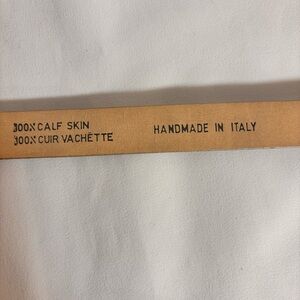 100% CALF SKIN
100% CUIR VACHETTE
HANDMADE IN ITALY